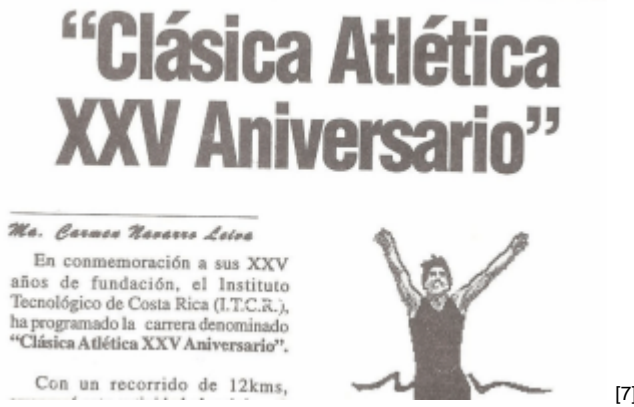 “Clásica Atlética
XXV Aniversario”
Ma. Carmen Navarro Leiva
En conmemoración a sus XXV
años de fundación, el Instituto
Tecnológico de Costa Rica (I.T.C.R.),
ha programado la carrera denominado
“Clásica Atlética XXV Aniversario”.
Con un recorrido de 12kms,
[7]